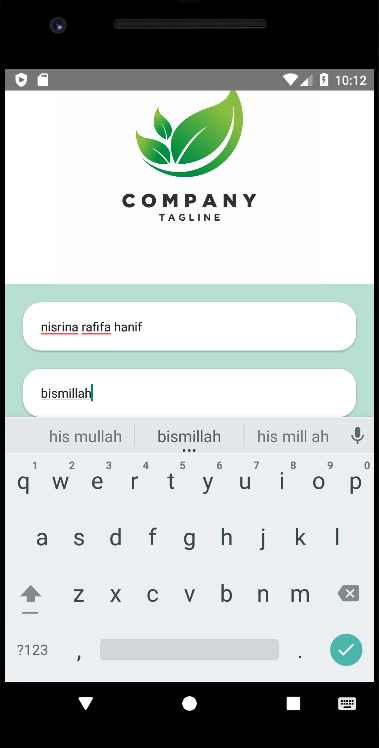 10:12
COMPANY
TAGLINE
nisrina rafifa hanif
bismillah
his mullah bismillah his mill ah
1 2 3 4 5 6 7 8 9 0
q w e r t y u i o p
a s d f g h j k l
z x c v b n m
?123 , .